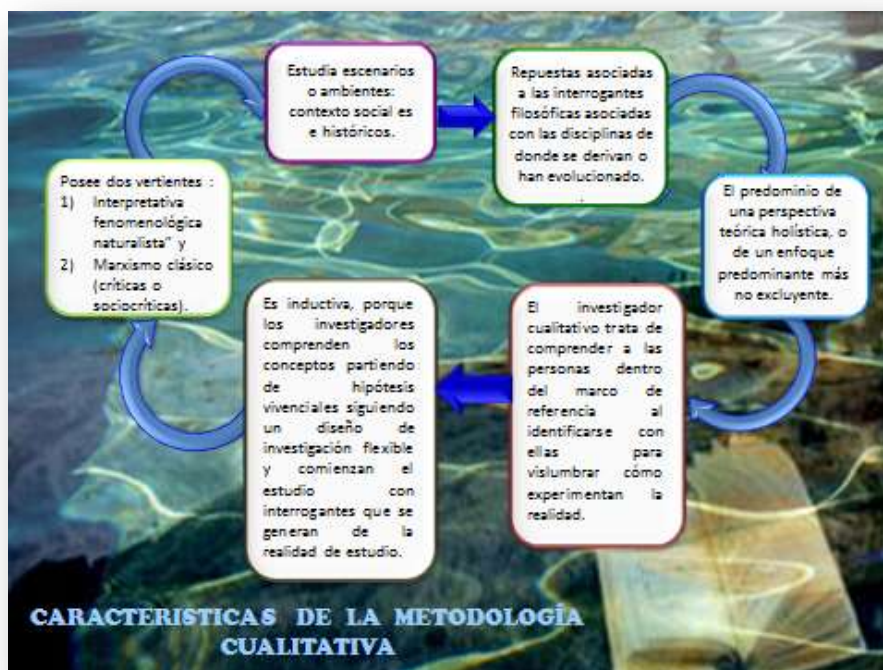 Estudia escenarios
o ambientes:
contexto social es
e históricos.
Repuestas asociadas
a las interrogantes
filosóficas asociadas
con las disciplinas de
donde se derivan o
han evolucionado.
.
El predominio de
una perspectiva
teórica holística, o
de un enfoque
predominante más
no excluyente.
El investigador
cualitativo trata de
comprender a las
personas dentro
del marco de
referencia al
identificarse con
ellas para
vislumbrar cómo
experimentan la
realidad.
Es inductiva, porque
los investigadores
comprenden los
conceptos partiendo
de hipótesis
vivenciales siguiendo
un diseño de
investigación flexible
y comienzan el
estudio con
interrogantes que se
generan de la
realidad de estudio.
Posee dos vertientes :
1) Interpretativa
fenomenológica
naturalista” y
2) Marxismo clásico
(críticas o
sociocríticas).
CARACTERISTICAS DE LA METODOLOGÍA
CUALITATIVA